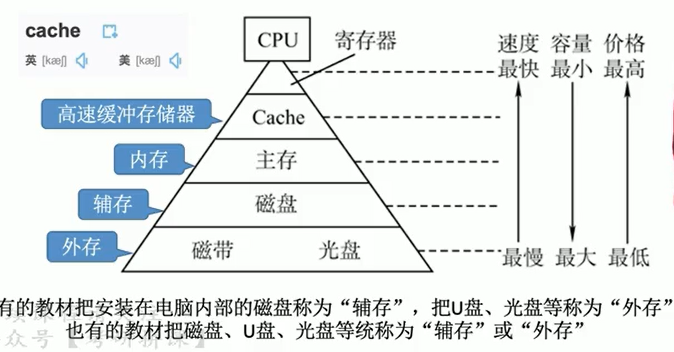 cache
英 [kæʃ] 美 [kæʃ]
CPU
寄存器
速度 容量 价格
最快 最小 最高
高速缓冲存储器
Cache
内存
主存
辅存
磁盘
外存
磁带 光盘
最慢 最大 最低
有的教材把安装在电脑内部的磁盘称为“辅存”，把U盘、光盘等称为“外存”
也有的教材把磁盘、U盘、光盘等统称为“辅存”或“外存”